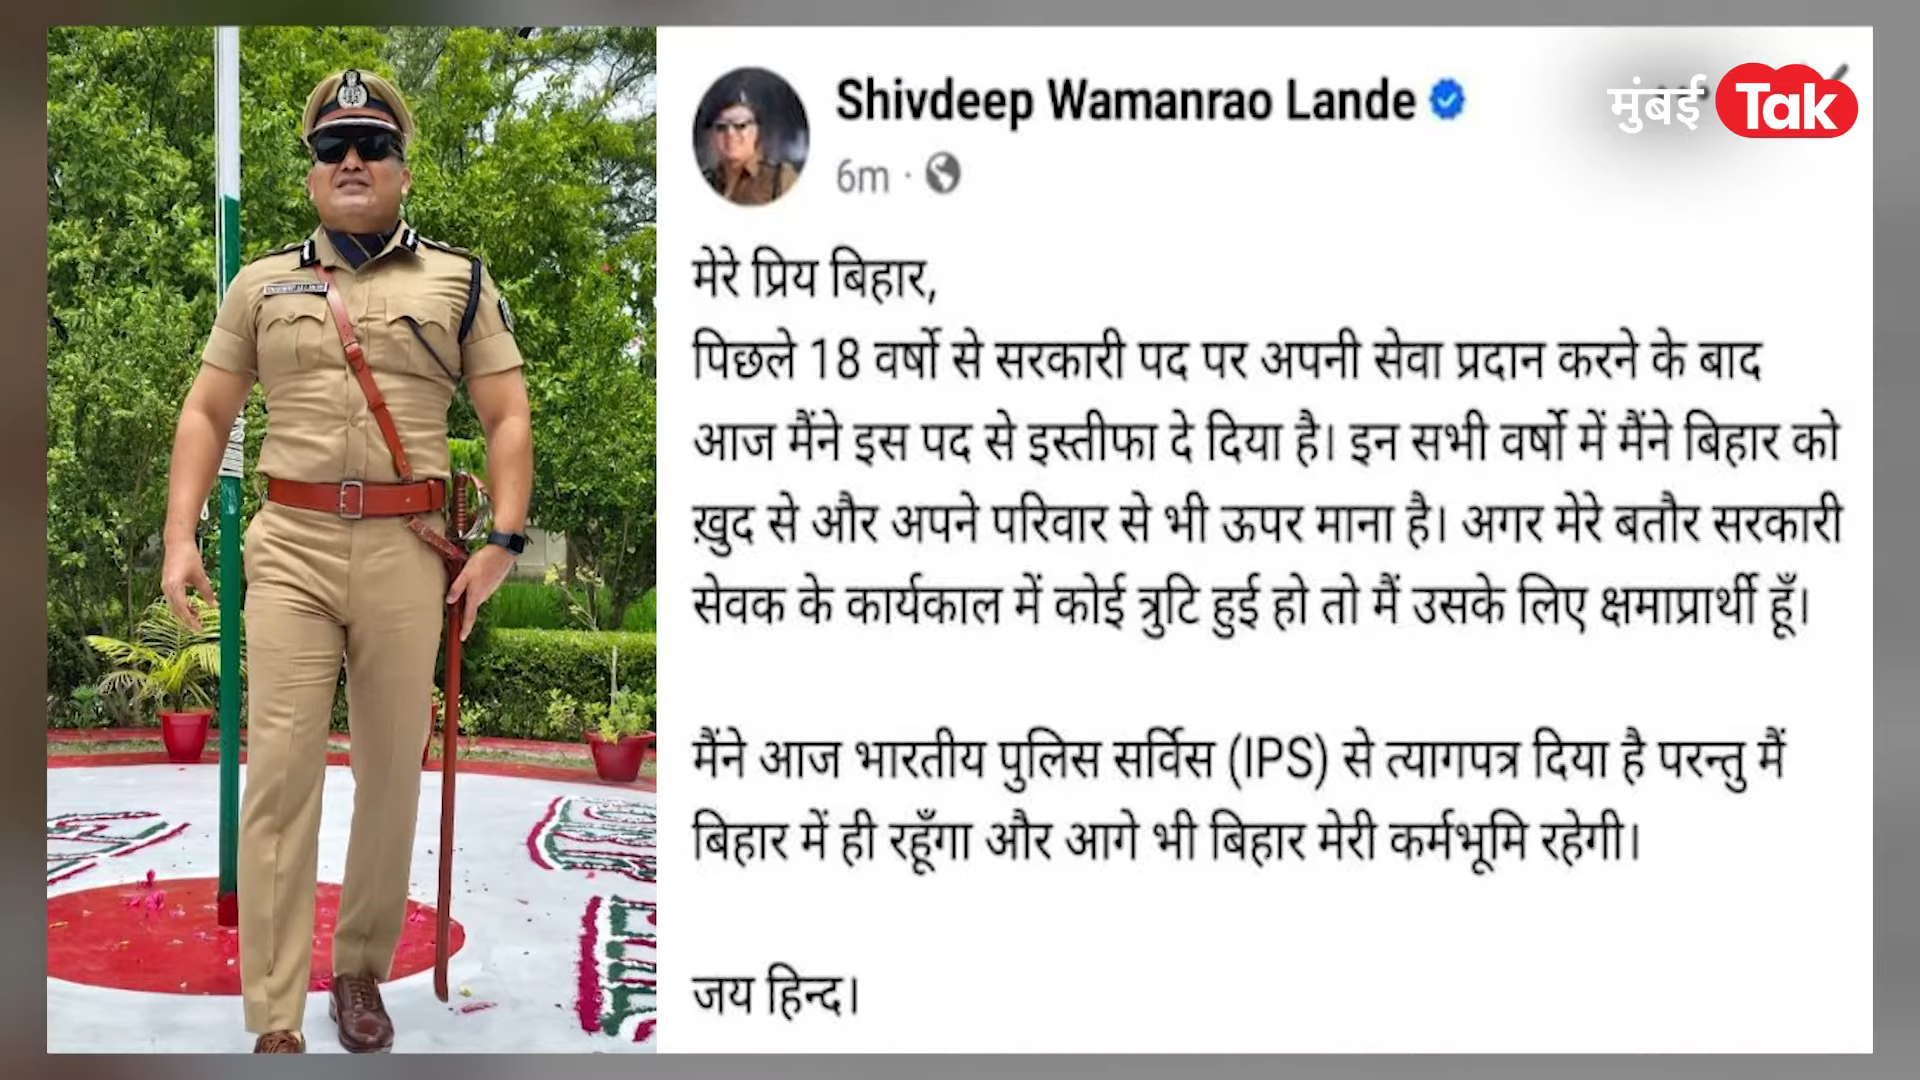 Shivdeep Wamanrao Lande
मुंबई Tak
6m ·
मेरे प्रिय बिहार,
पिछले 18 वर्षो से सरकारी पद पर अपनी सेवा प्रदान करने के बाद
आज मैंने इस पद से इस्तीफा दे दिया है। इन सभी वर्षो में मैंने बिहार को
ख़ुद से और अपने परिवार से भी ऊपर माना है। अगर मेरे बतौर सरकारी
सेवक के कार्यकाल में कोई त्रुटि हुई हो तो मैं उसके लिए क्षमाप्रार्थी हूँ।
मैंने आज भारतीय पुलिस सर्विस (IPS) से त्यागपत्र दिया है परन्तु मैं
बिहार में ही रहूँगा और आगे भी बिहार मेरी कर्मभूमि रहेगी।
जय हिन्द।